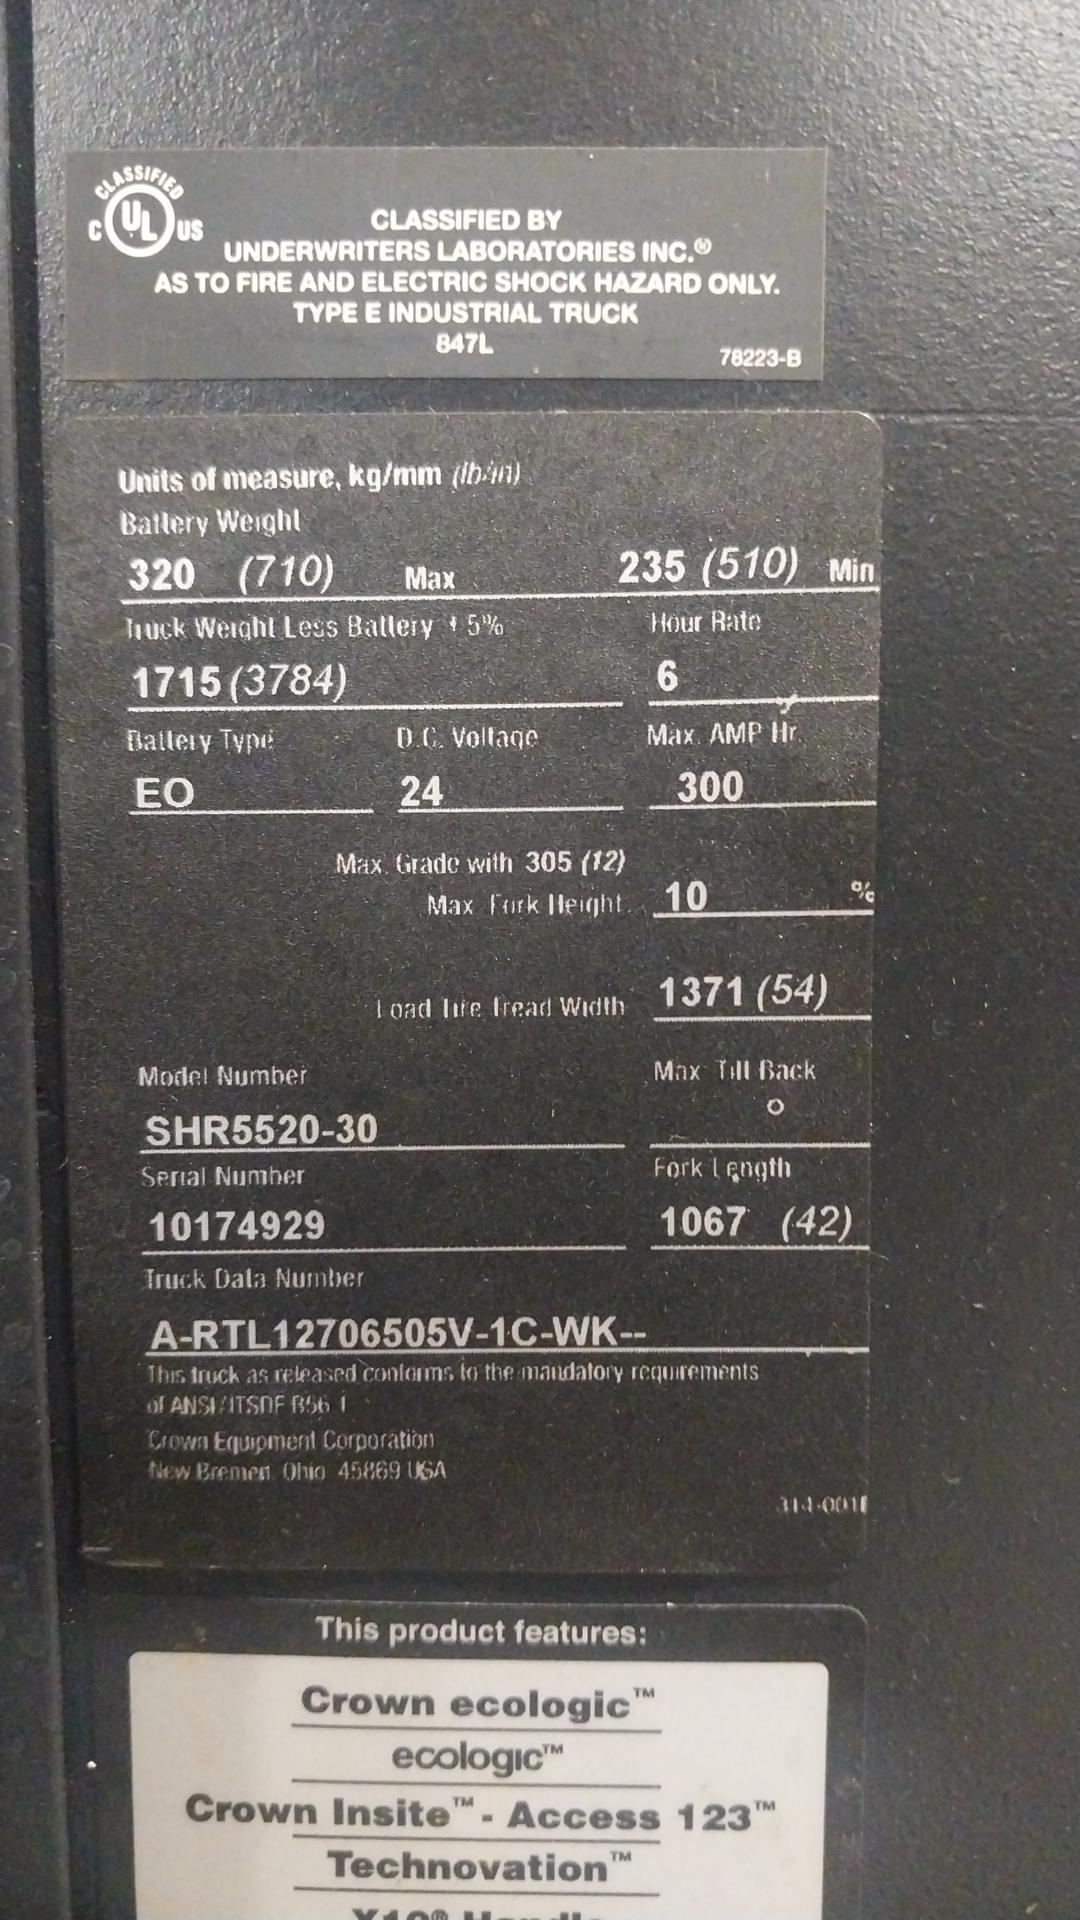 CLASSIFIED
C UL US
CLASSIFIED BY
UNDERWRITERS LABORATORIES INC.®
AS TO FIRE AND ELECTRIC SHOCK HAZARD ONLY.
TYPE E INDUSTRIAL TRUCK
847L
78223-B
Units of measure, kg/mm (lb/in)
Battery Weight
320 (710) Max 235 (510) Min
Truck Weight Less Battery ± 5% Hour Rate
1715 (3784) 6
Battery Type D.C. Voltage Max. AMP Hr.
EO 24 300
Max. Grade with 305 (12)
Max. Fork Height. 10 %
Load Tire Tread Width 1371 (54)
Model Number Max Tilt Back
SHR5520-30 °
Serial Number Fork Length
10174929 1067 (42)
Truck Data Number
A-RTL12706505V-1C-WK--
This truck as released conforms to the mandatory requirements
of ANSI/ITSDF B56.1
Crown Equipment Corporation
New Bremen, Ohio 45869 USA
This product features:
Crown ecologic™
ecologic™
Crown Insite™ - Access 123™
Technovation™
X10® Handle